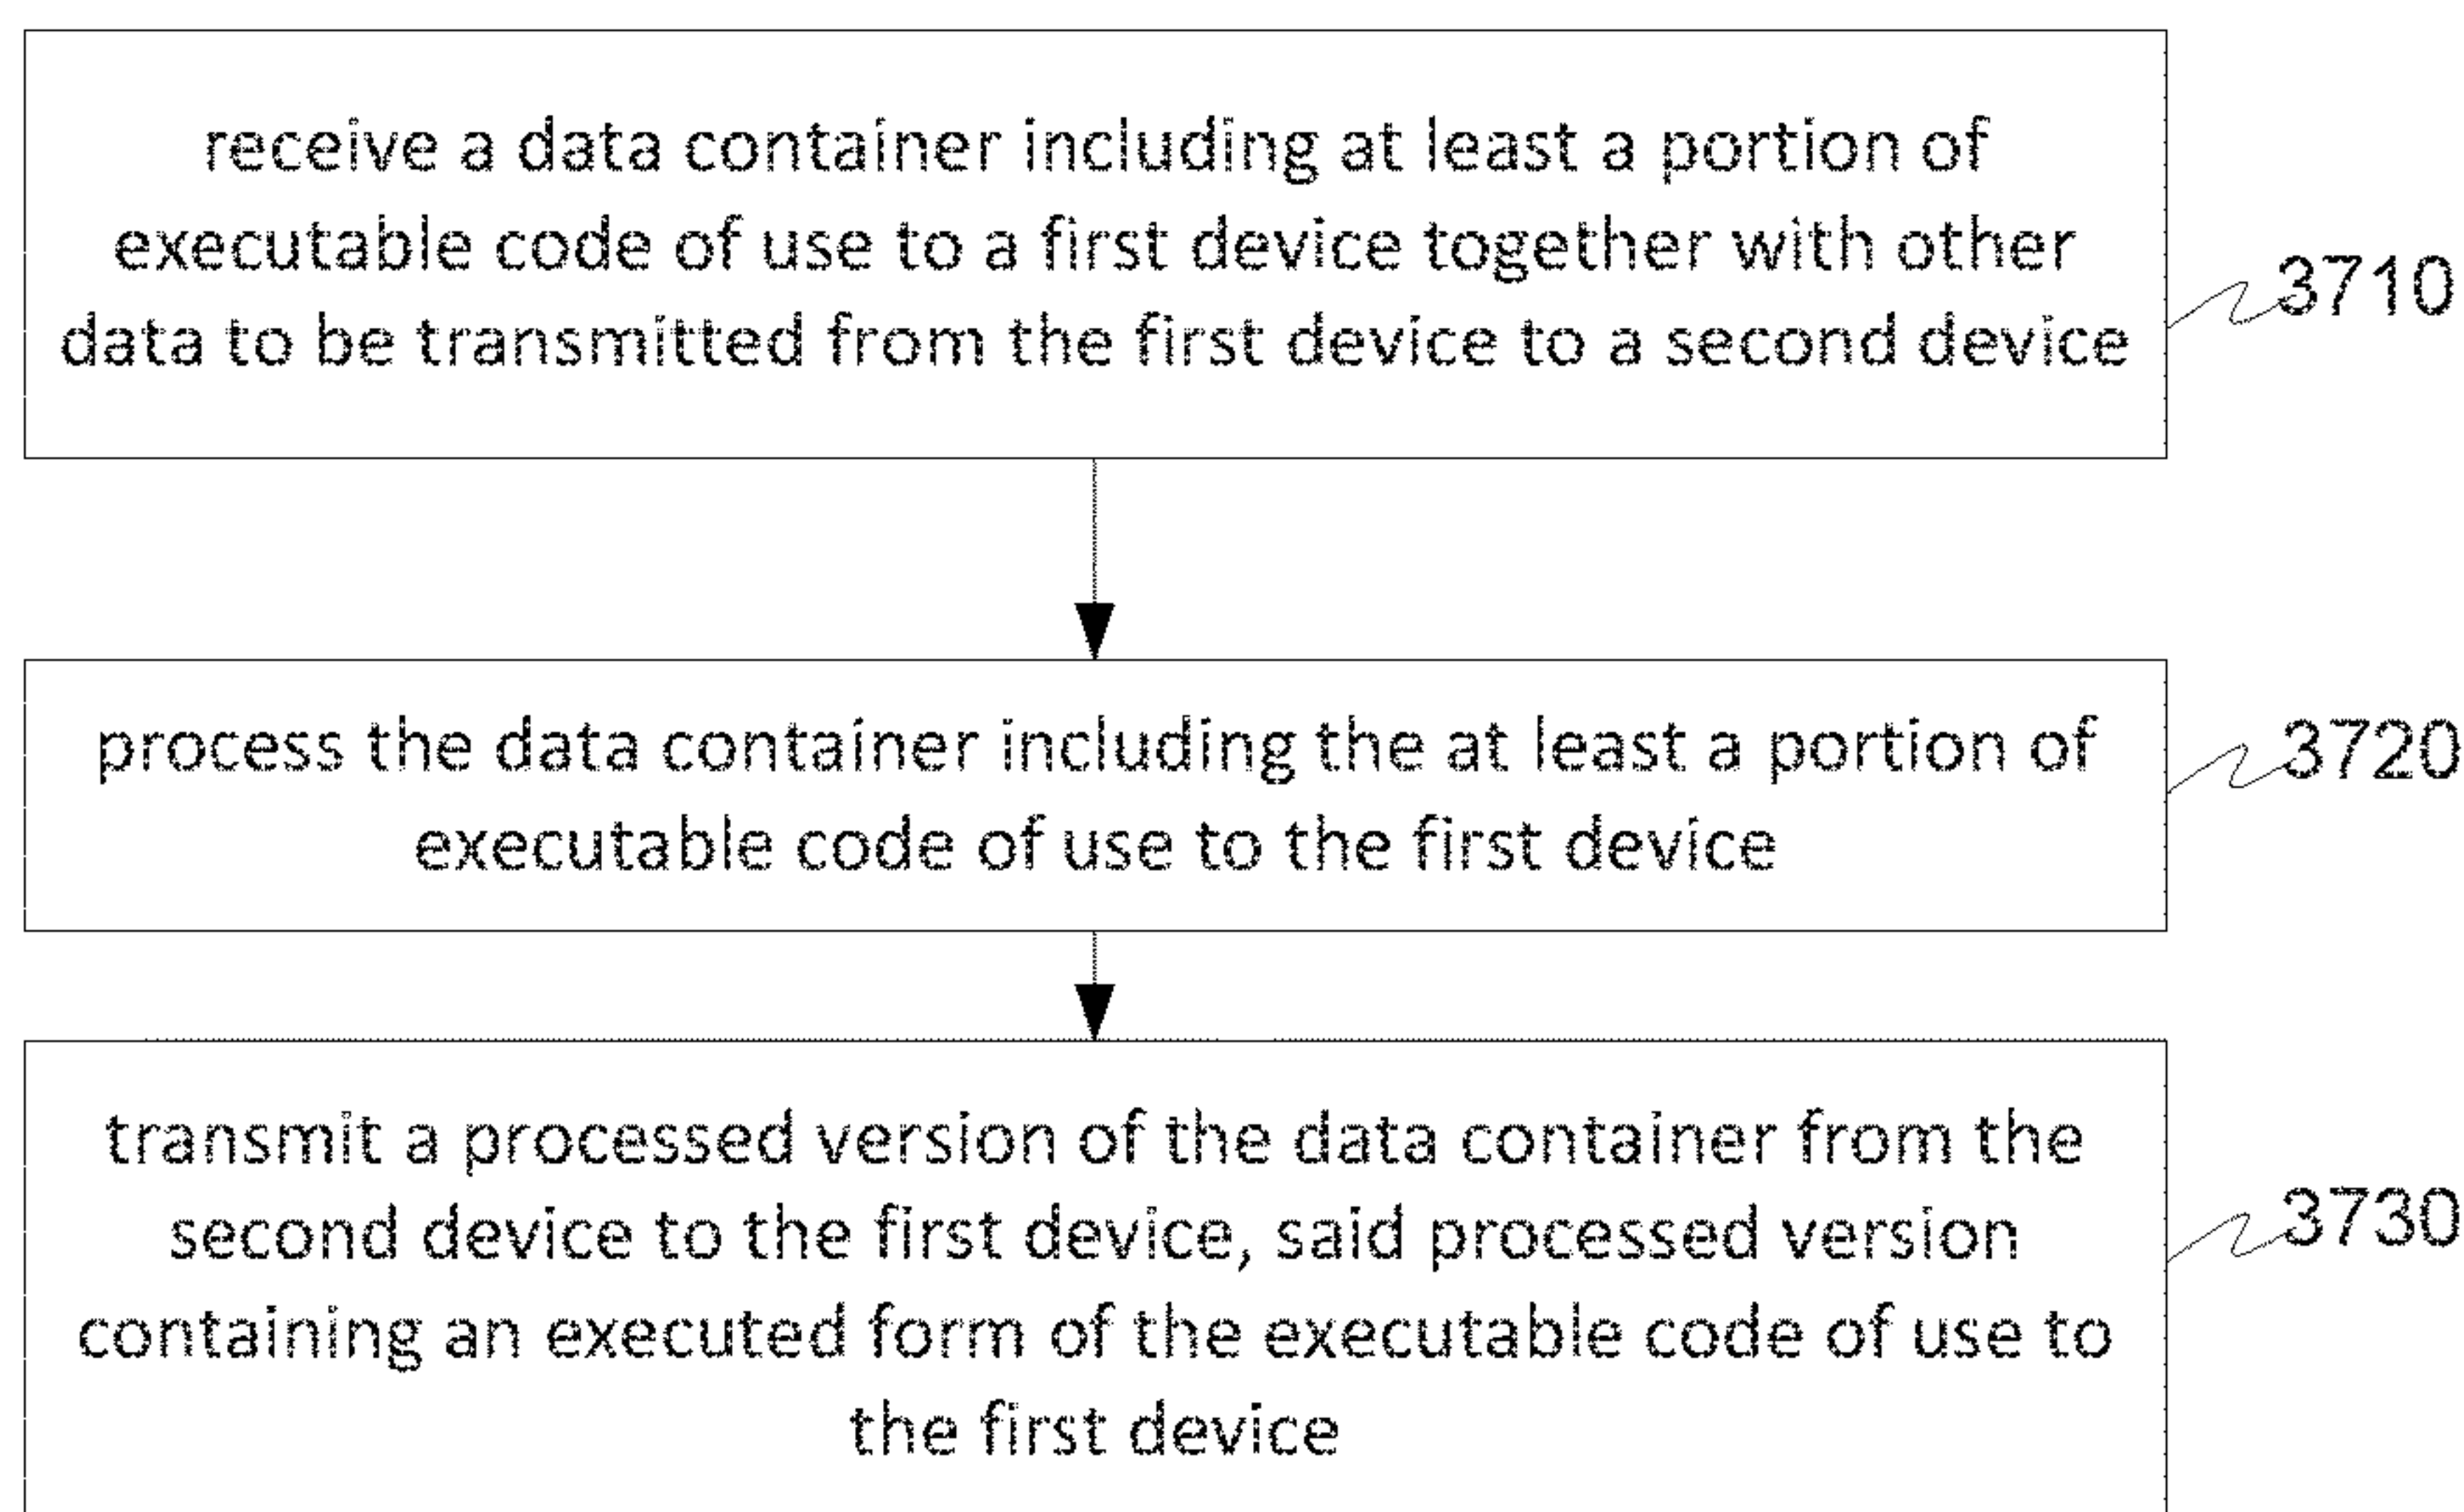 receive a data container including at least a portion of
executable code of use to a first device together with other
data to be transmitted from the first device to a second device
3710
process the data container including the at least a portion of
executable code of use to the first device
3720
transmit a processed version of the data container from the
second device to the first device, said processed version
containing an executed form of the executable code of use to
the first device
3730